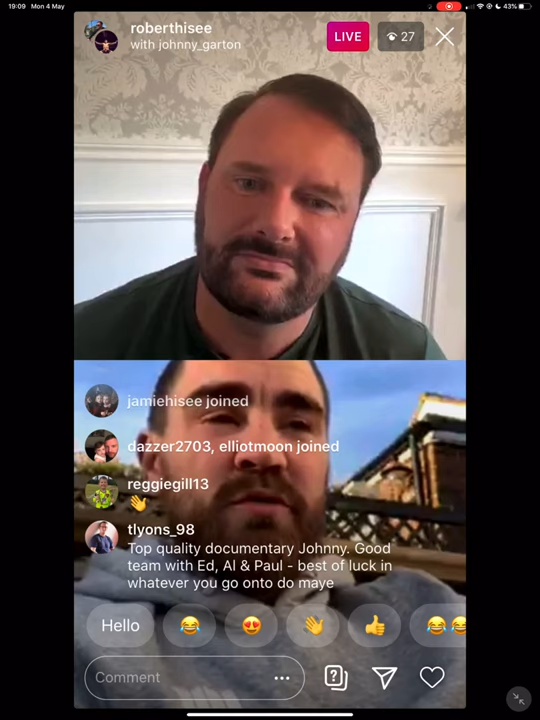 19:09 Mon 4 May
43%
roberthisee
with johnny_garton
LIVE
27
jamiehisee joined
dazzer2703, elliotmoon joined
reggiegill13
👋
tlyons_98
Top quality documentary Johnny. Good
team with Ed, Al & Paul - best of luck in
whatever you go onto do maye
Hello 😂 😍 👋 👍 😂😂
Comment